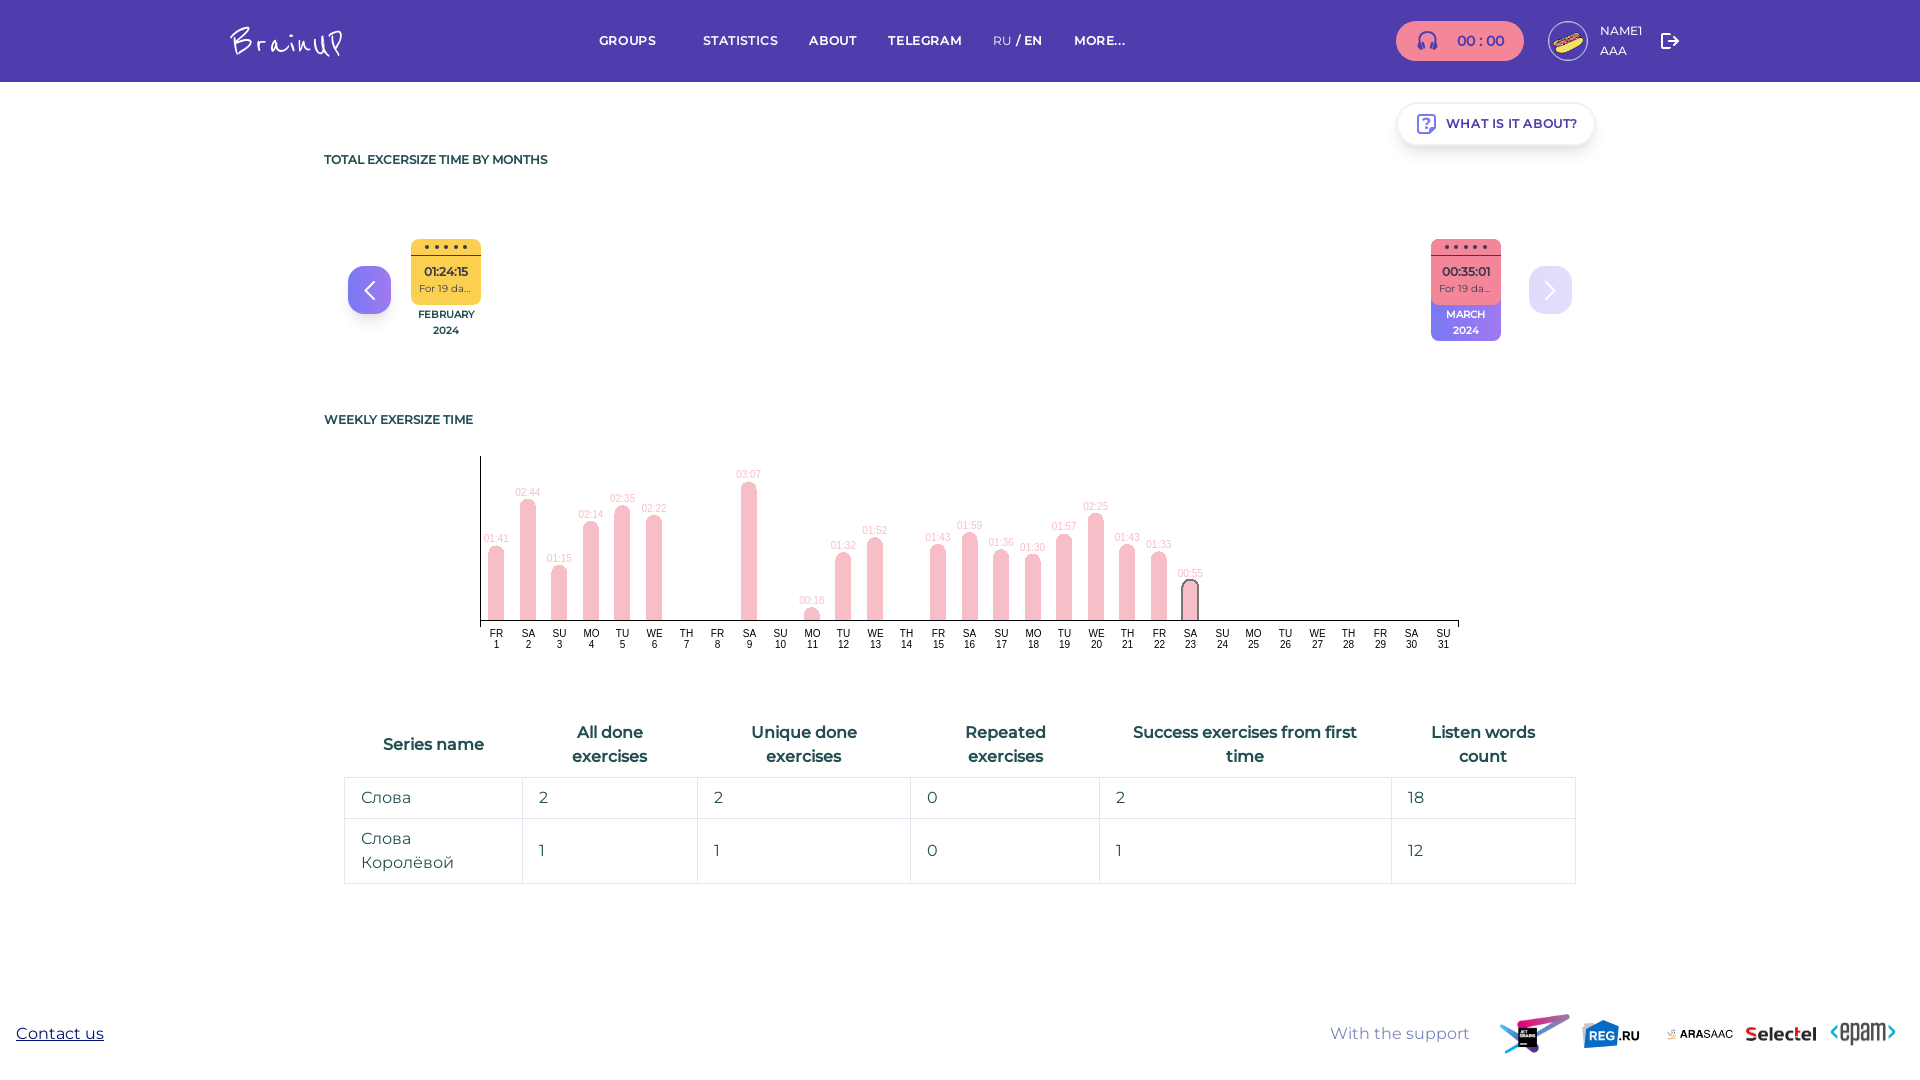 BrainUP
GROUPS STATISTICS ABOUT TELEGRAM RU / EN MORE...
00 : 00
NAME1
AAA
WHAT IS IT ABOUT?
TOTAL EXCERSIZE TIME BY MONTHS
01:24:15
For 19 da...
FEBRUARY
2024
00:35:01
For 19 da...
MARCH
2024
WEEKLY EXERSIZE TIME
01:41 02:44 01:15 02:14 02:35 02:22 03:07 00:18 01:32 01:52 01:43 01:59 01:36 01:30 01:57 02:25 01:43 01:33 00:55
FR SA SU MO TU WE TH FR SA SU MO TU WE TH FR SA SU MO TU WE TH FR SA SU MO TU WE TH FR SA SU
1 2 3 4 5 6 7 8 9 10 11 12 13 14 15 16 17 18 19 20 21 22 23 24 25 26 27 28 29 30 31
Series name
All done
exercises
Unique done
exercises
Repeated
exercises
Success exercises from first
time
Listen words
count
Слова 2 2 0 2 18
Слова
Королёвой
1 1 0 1 12
Contact us
With the support
JET
BRAINS
REG.RU
ARASAAC
Selectel
<epam>